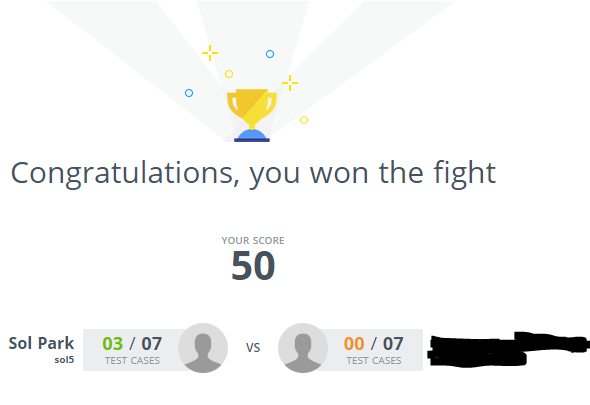 Congratulations, you won the fight
YOUR SCORE
50
Sol Park
sol5
03 / 07
TEST CASES
VS
00 / 07
TEST CASES